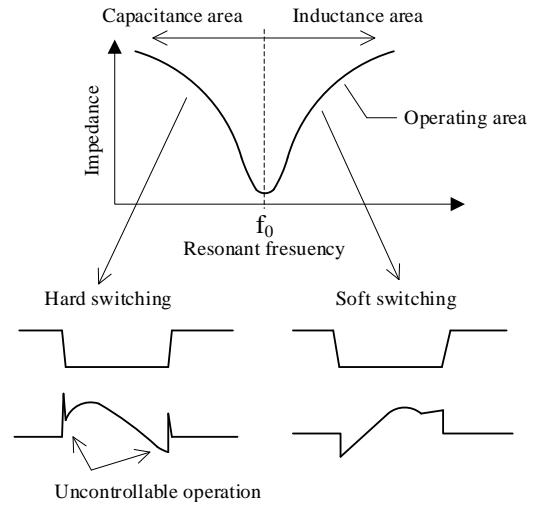 Capacitance area
Inductance area
Impedance
Operating area
f₀
Resonant fresuency
Hard switching
Soft switching
Uncontrollable operation